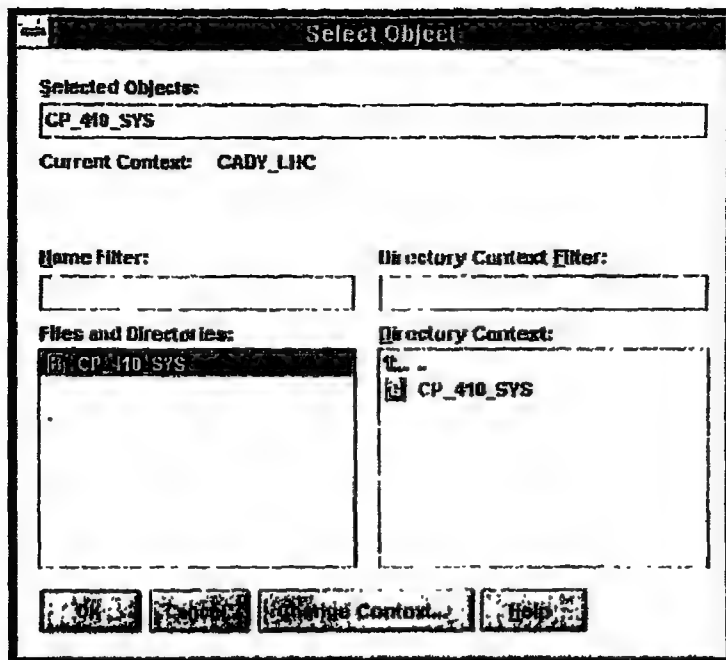 Select Object
Selected Objects:
CP_410_SYS
Current Context: CADY_LHC
Name Filter:
Directory Context Filter:
Files and Directories:
Directory Context:
CP_410_SYS
..
CP_410_SYS
OK
Cancel
Change Context...
Help